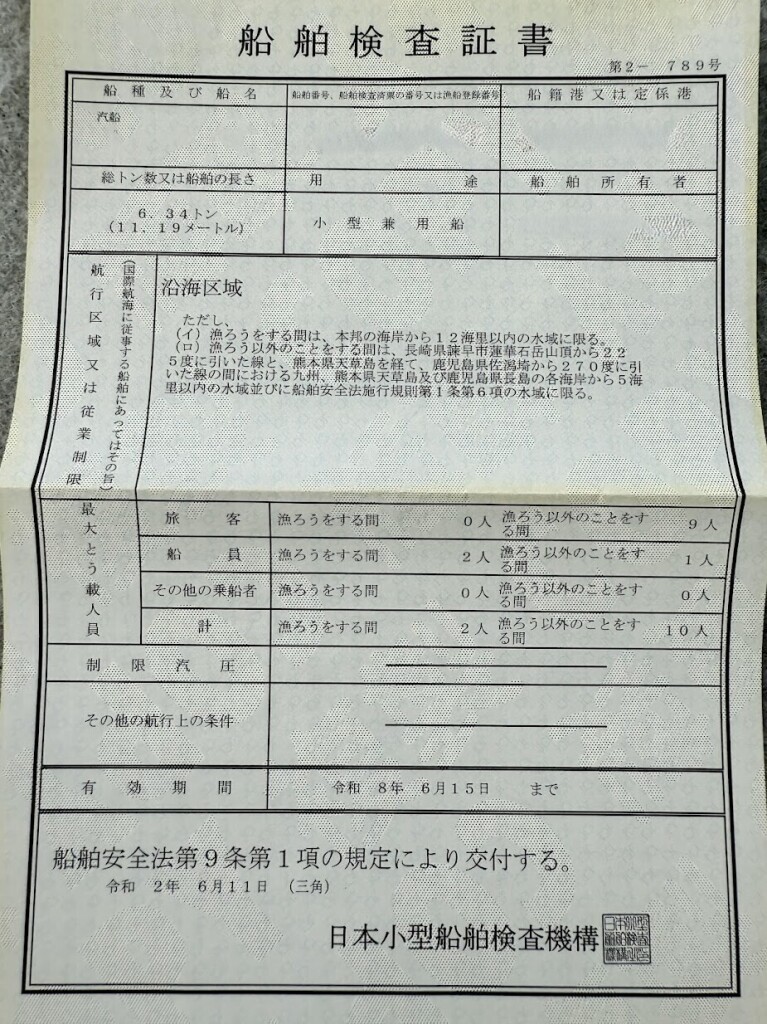 船舶検査証書
第2－　789号
船種及び船名
船舶番号、船舶検査済票の番号又は漁船登録番号
船籍港又は定係港
汽船
総トン数又は船舶の長さ
用途
船舶所有者
6.34トン
(11.19メートル)
小型兼用船
航行区域又は従業制限
(国際航海に従事する船舶にあってはその旨)
沿海区域
ただし、
(イ)漁ろうをする間は、本邦の海岸から12海里以内の水域に限る。
(ロ)漁ろう以外のことをする間は、長崎県諫早市蓮華石岳山頂から22
5度に引いた線と、熊本県天草島を経て、鹿児島県佐潟埼から270度に引
いた線の間における九州、熊本県天草島及び鹿児島県長島の各海岸から5海
里以内の水域並びに船舶安全法施行規則第1条第6項の水域に限る。
最大とう載人員
旅客　漁ろうをする間　0人　漁ろう以外のことをす
る間　9人
船員　漁ろうをする間　2人　漁ろう以外のことをす
る間　1人
その他の乗船者　漁ろうをする間　0人　漁ろう以外のことをす
る間　0人
計　漁ろうをする間　2人　漁ろう以外のことをす
る間　10人
制限汽圧
その他の航行上の条件
有効期間　令和　8年　6月15日　まで
船舶安全法第9条第1項の規定により交付する。
令和　2年　6月11日　(三角)
日本小型船舶検査機構